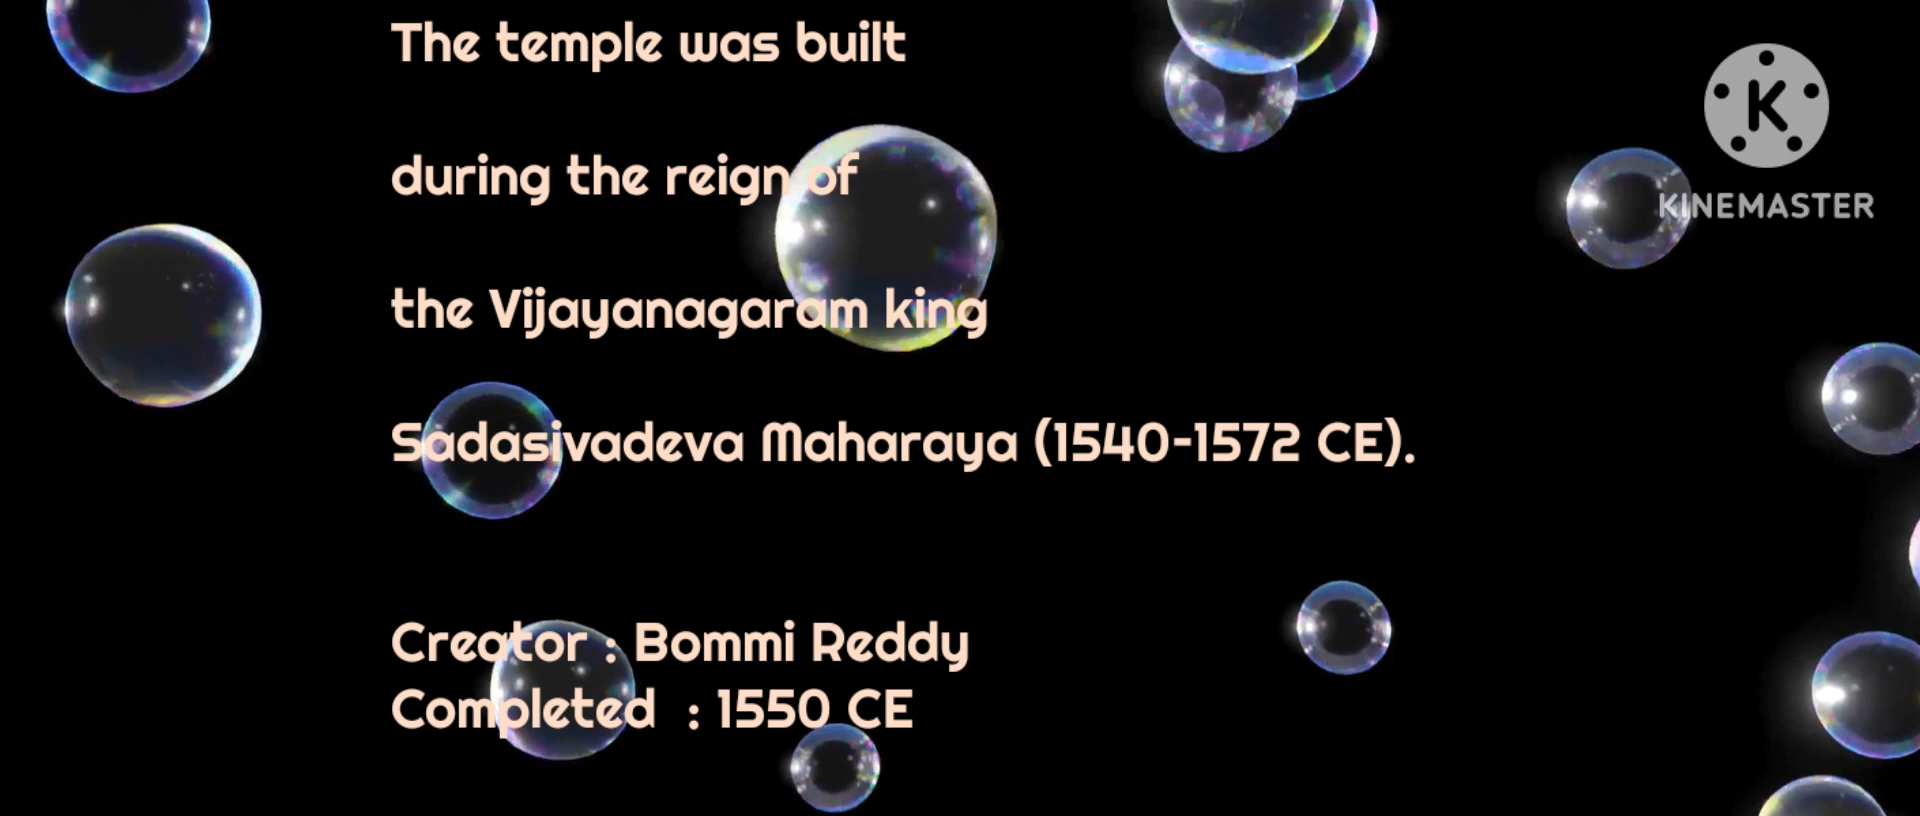 The temple was built
during the reign of
the Vijayanagaram king
Sadasivadeva Maharaya (1540-1572 CE).
Creator : Bommi Reddy
Completed : 1550 CE
K
KINEMASTER